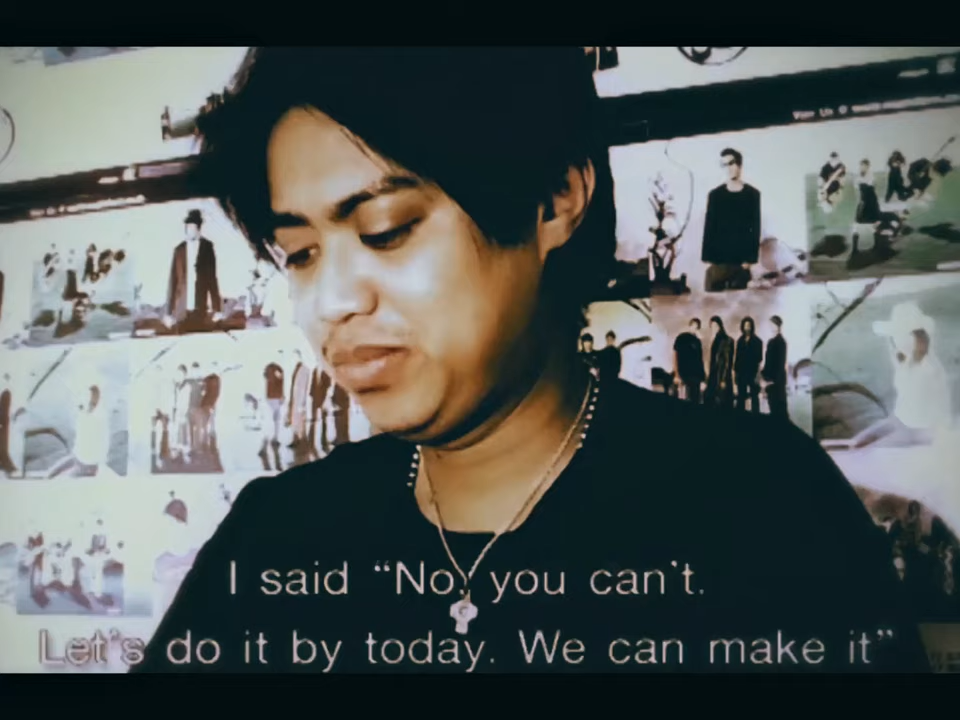 I said “No, you can't.
Let's do it by today. We can make it”